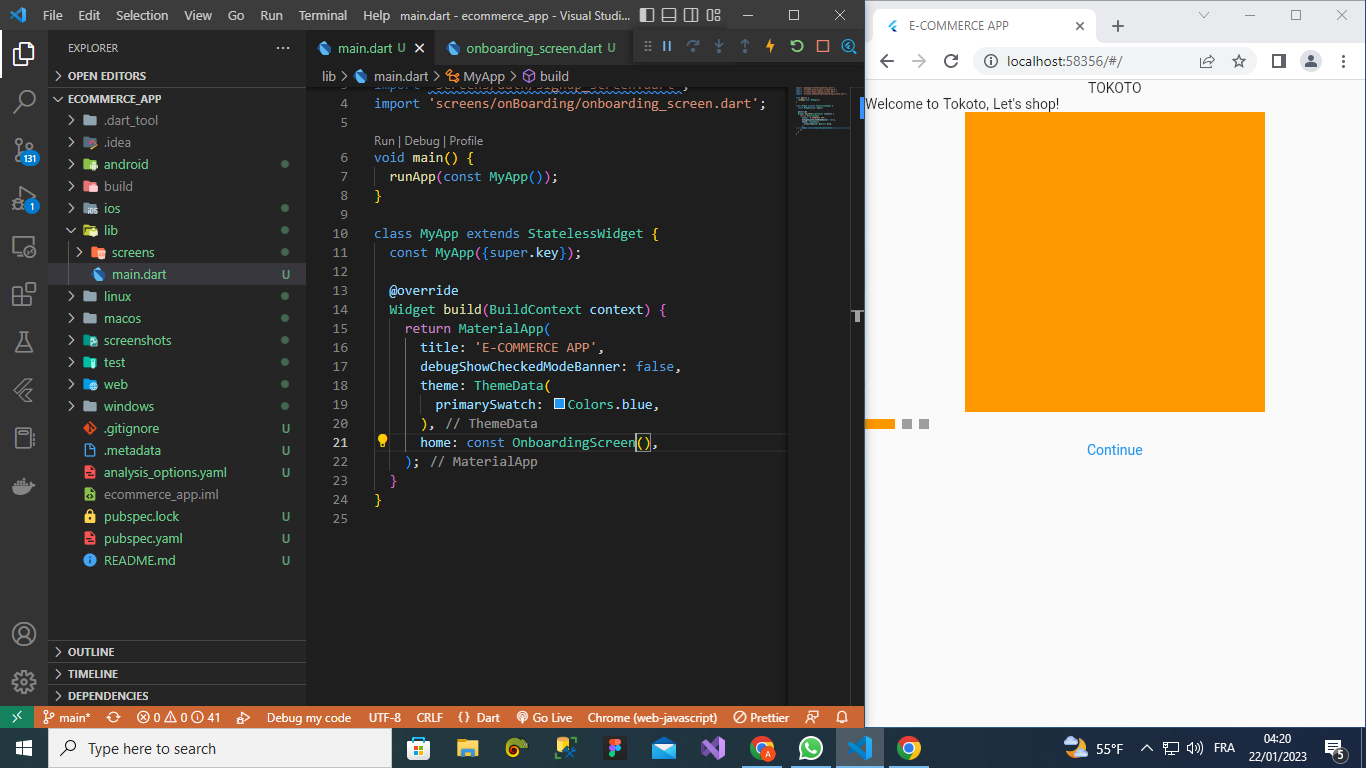 File Edit Selection View Go Run Terminal Help main.dart - ecommerce_app - Visual Studi...
EXPLORER
OPEN EDITORS
ECOMMERCE_APP
.dart_tool
.idea
android
build
ios
lib
screens
main.dart U
linux
macos
screenshots
test
web
windows
.gitignore U
.metadata U
analysis_options.yaml U
ecommerce_app.iml
pubspec.lock U
pubspec.yaml U
README.md U
OUTLINE
TIMELINE
DEPENDENCIES
131
1
main.dart U onboarding_screen.dart U
lib > main.dart > MyApp > build
3 import 'screens/auth/signup_screen.dart';
4 import 'screens/onBoarding/onboarding_screen.dart';
5
Run | Debug | Profile
6 void main() {
7 runApp(const MyApp());
8 }
9
10 class MyApp extends StatelessWidget {
11 const MyApp({super.key});
12
13 @override
14 Widget build(BuildContext context) {
15 return MaterialApp(
16 title: 'E-COMMERCE APP',
17 debugShowCheckedModeBanner: false,
18 theme: ThemeData(
19 primarySwatch: Colors.blue,
20 ), // ThemeData
21 home: const OnboardingScreen(),
22 ); // MaterialApp
23 }
24 }
25
main* 0 0 41 Debug my code UTF-8 CRLF {} Dart Go Live Chrome (web-javascript) Prettier
E-COMMERCE APP
localhost:58356/#/
TOKOTO
Welcome to Tokoto, Let's shop!
Continue
Type here to search
55°F FRA
04:20
22/01/2023
5